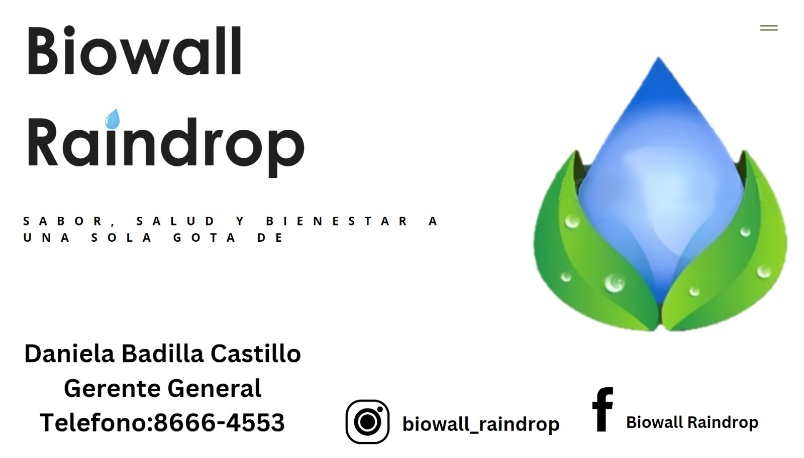 Biowall
Raindrop
SABOR, SALUD Y BIENESTAR A
UNA SOLA GOTA DE
Daniela Badilla Castillo
Gerente General
Telefono:8666-4553
biowall_raindrop
Biowall Raindrop